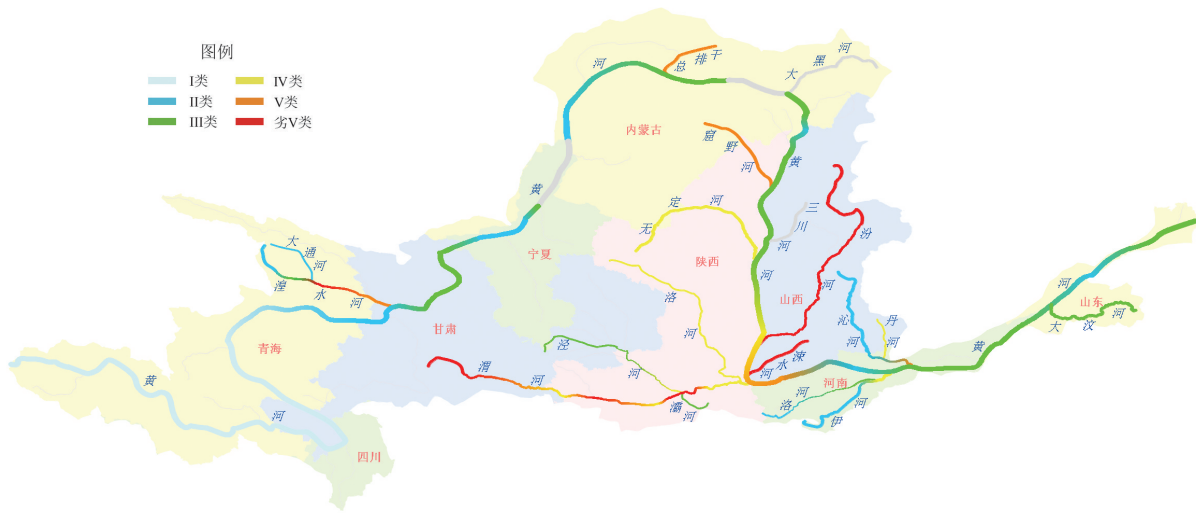 图例
I类
II类
III类
IV类
V类
劣V类
总排干
大黑河
黄河
内蒙古
窟野河
黄河
三川河
汾河
无定河
宁夏
陕西
山西
大通河
湟水河
洛河
沁河
丹河
黄河
山东
大汶河
青海
甘肃
泾河
涑水河
河南
渭河
灞河
洛河
伊河
黄河
四川